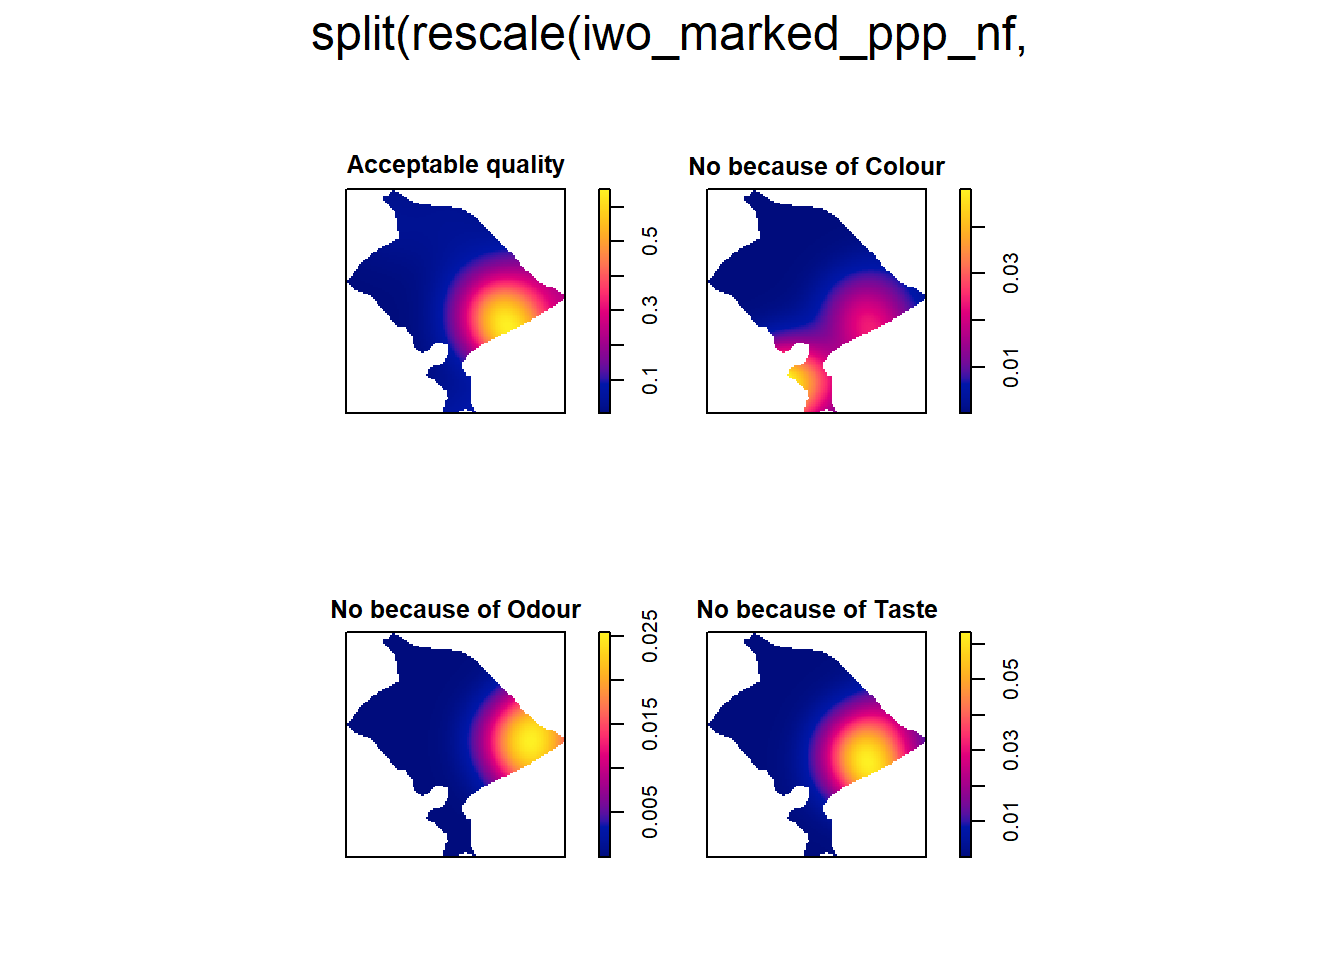 split(rescale(iwo_marked_ppp_nf,
Acceptable quality
0.1 0.3 0.5
No because of Colour
0.01 0.03
No because of Odour
0.005 0.015 0.025
No because of Taste
0.01 0.03 0.05